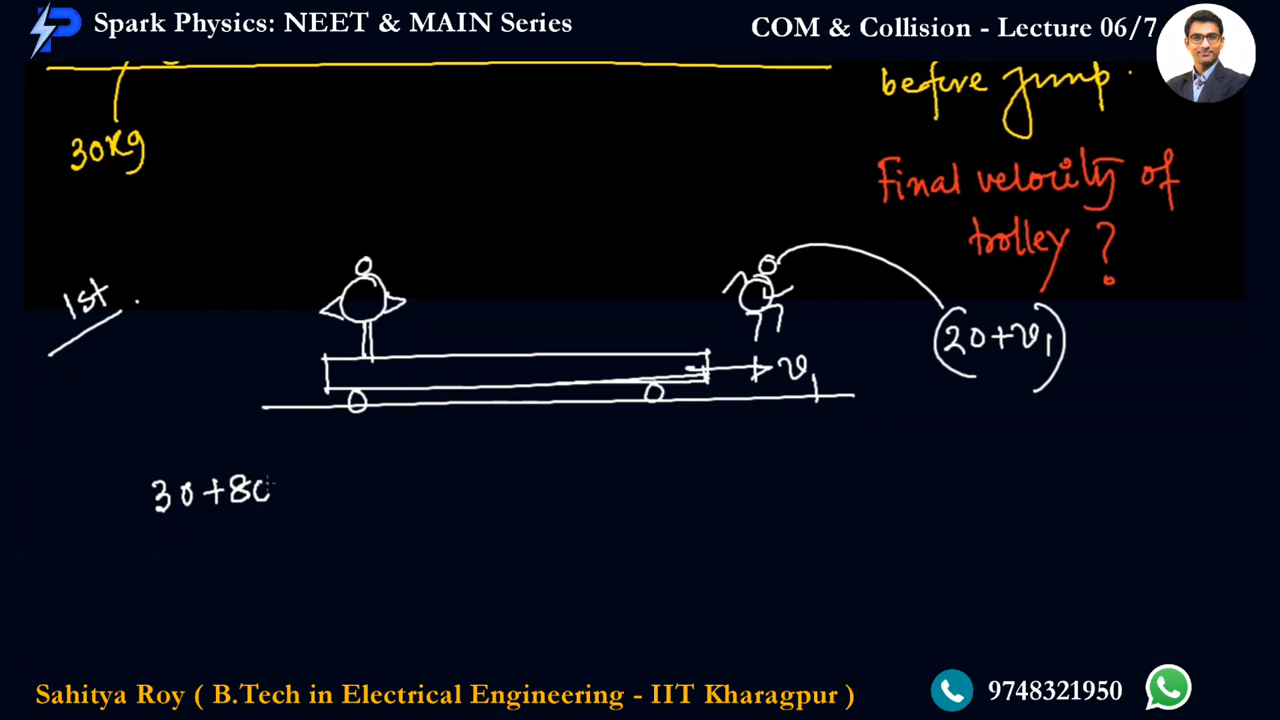 Spark Physics: NEET & MAIN Series
COM & Collision - Lecture 06/7
before jump.
30kg
Final velocity of
trolley ?
1st.
(20+v1)
v1
30+80
Sahitya Roy ( B.Tech in Electrical Engineering - IIT Kharagpur )
9748321950